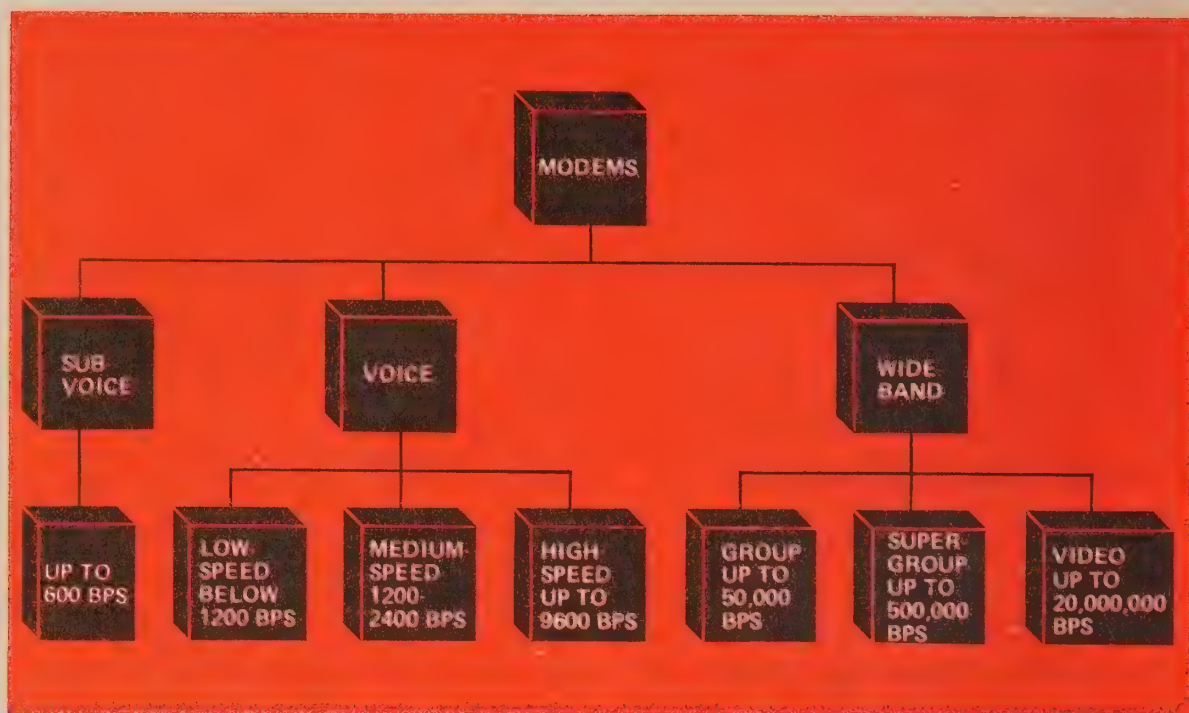 MODEMS
SUB-
VOICE
VOICE
WIDE
BAND
UP TO
600 BPS
LOW-
SPEED
BELOW
1200 BPS
MEDIUM-
SPEED
1200-
2400 BPS
HIGH
SPEED
UP TO
9600 BPS
GROUP
UP TO
50,000
BPS
SUPER-
GROUP
UP TO
500,000
BPS
VIDEO
UP TO
20,000,000
BPS